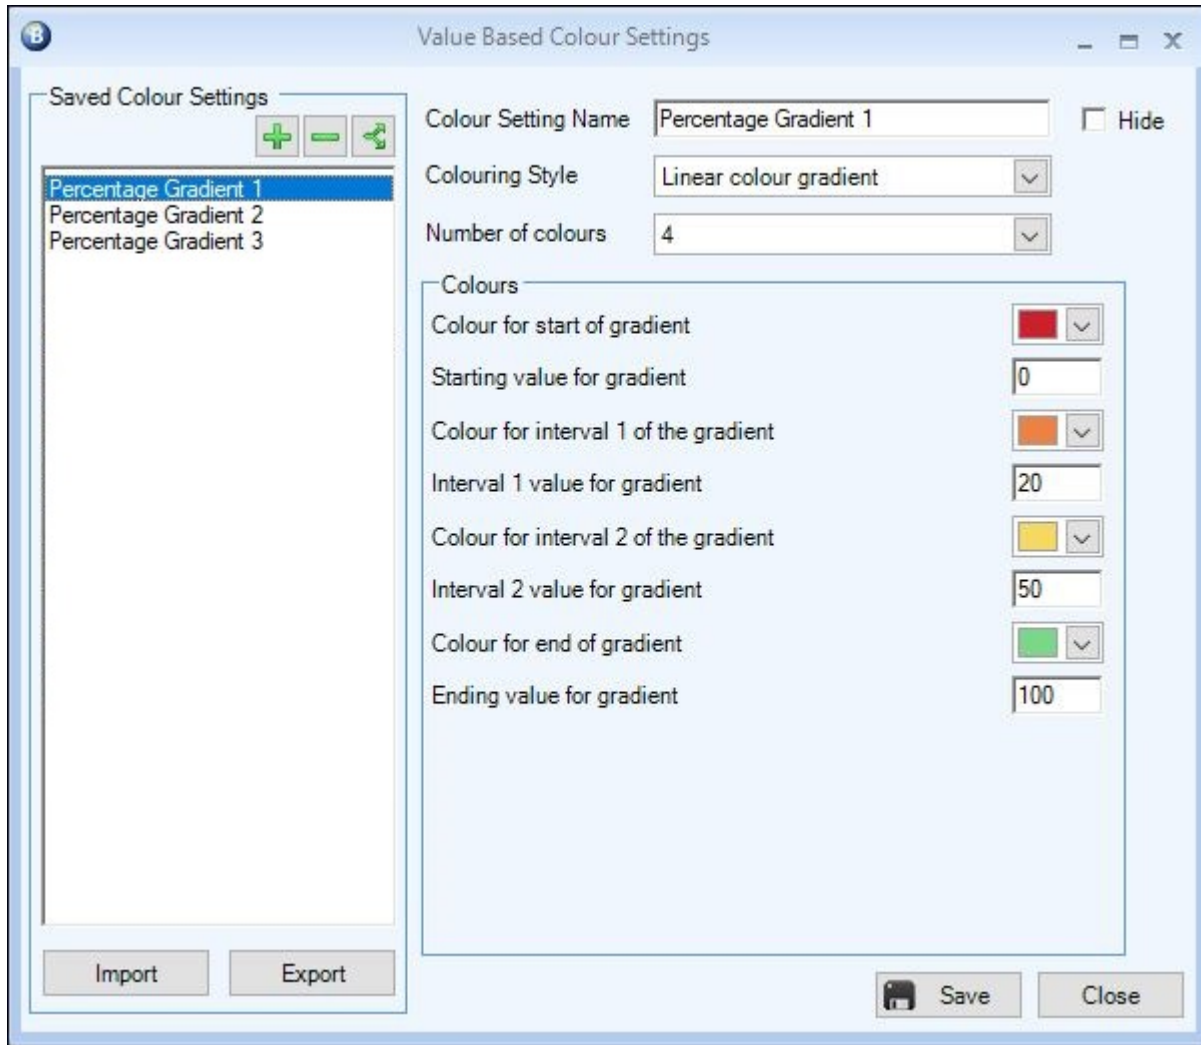 B
Value Based Colour Settings
Saved Colour Settings
Percentage Gradient 1
Percentage Gradient 2
Percentage Gradient 3
Import
Export
Colour Setting Name
Percentage Gradient 1
Hide
Colouring Style
Linear colour gradient
Number of colours
4
Colours
Colour for start of gradient
Starting value for gradient
0
Colour for interval 1 of the gradient
Interval 1 value for gradient
20
Colour for interval 2 of the gradient
Interval 2 value for gradient
50
Colour for end of gradient
Ending value for gradient
100
Save
Close